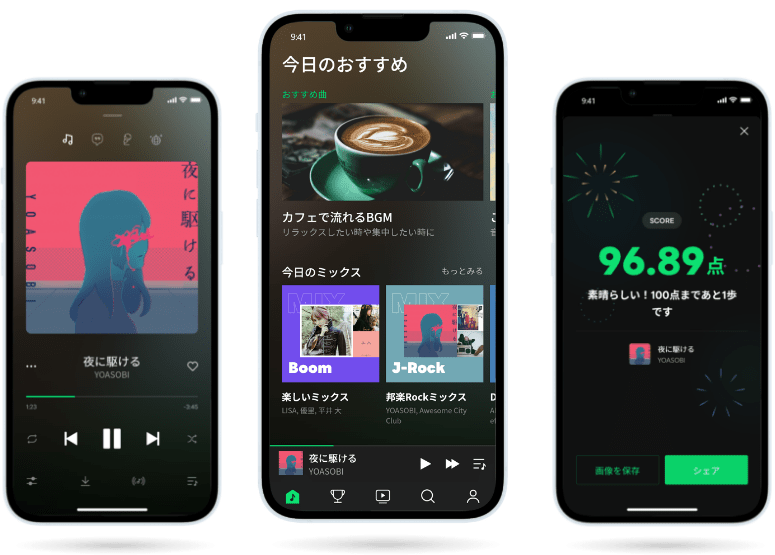 9:41
夜に駆ける
YOASOBI
夜に駆ける
YOASOBI
1:23
-3:45
9:41
今日のおすすめ
おすすめ曲
カフェで流れるBGM
リラックスしたい時や集中したい時に
今日のミックス
もっとみる
MIX
Boom
楽しいミックス
LISA, 優里, 平井 大
MIX
J-Rock
邦楽Rockミックス
YOASOBI, Awesome City
Club
夜に駆ける
YOASOBI
9:41
SCORE
96.89点
素晴らしい！100点まであと1歩
です
夜に駆ける
YOASOBI
画像を保存
シェア